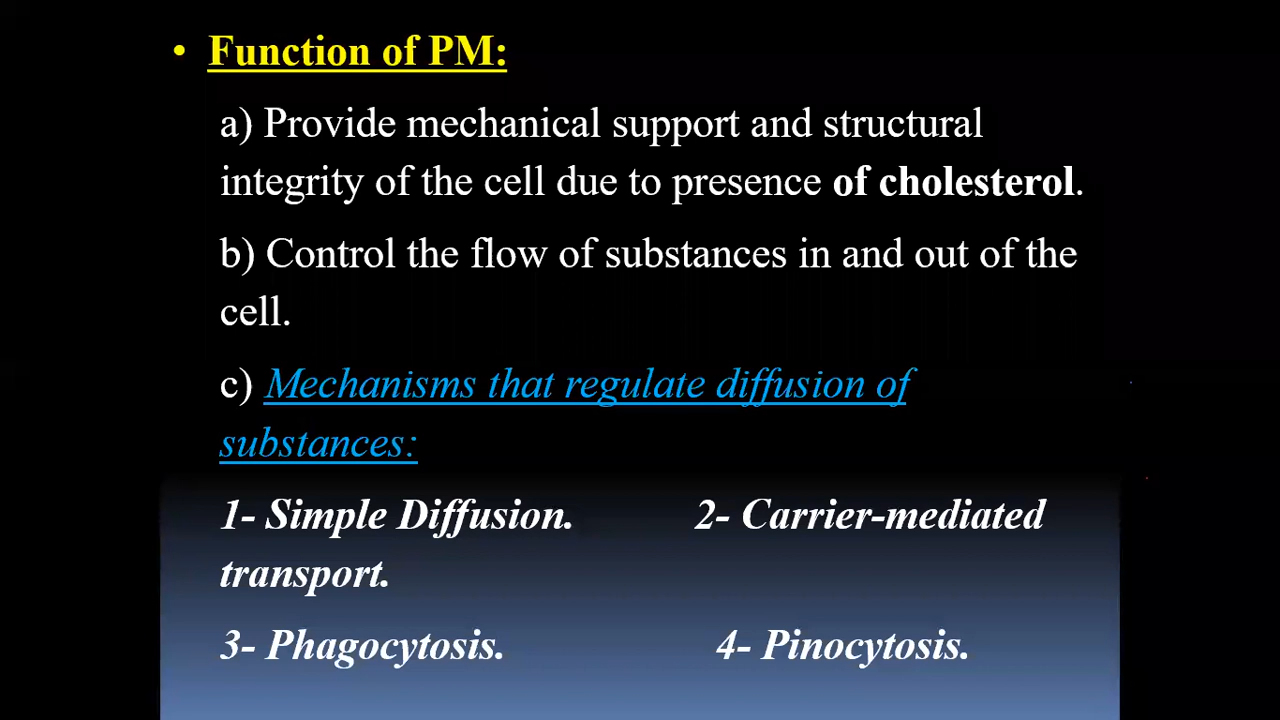 • Function of PM:
a) Provide mechanical support and structural
integrity of the cell due to presence of cholesterol.
b) Control the flow of substances in and out of the
cell.
c) Mechanisms that regulate diffusion of
substances:
1- Simple Diffusion. 2- Carrier-mediated
transport.
3- Phagocytosis. 4- Pinocytosis.